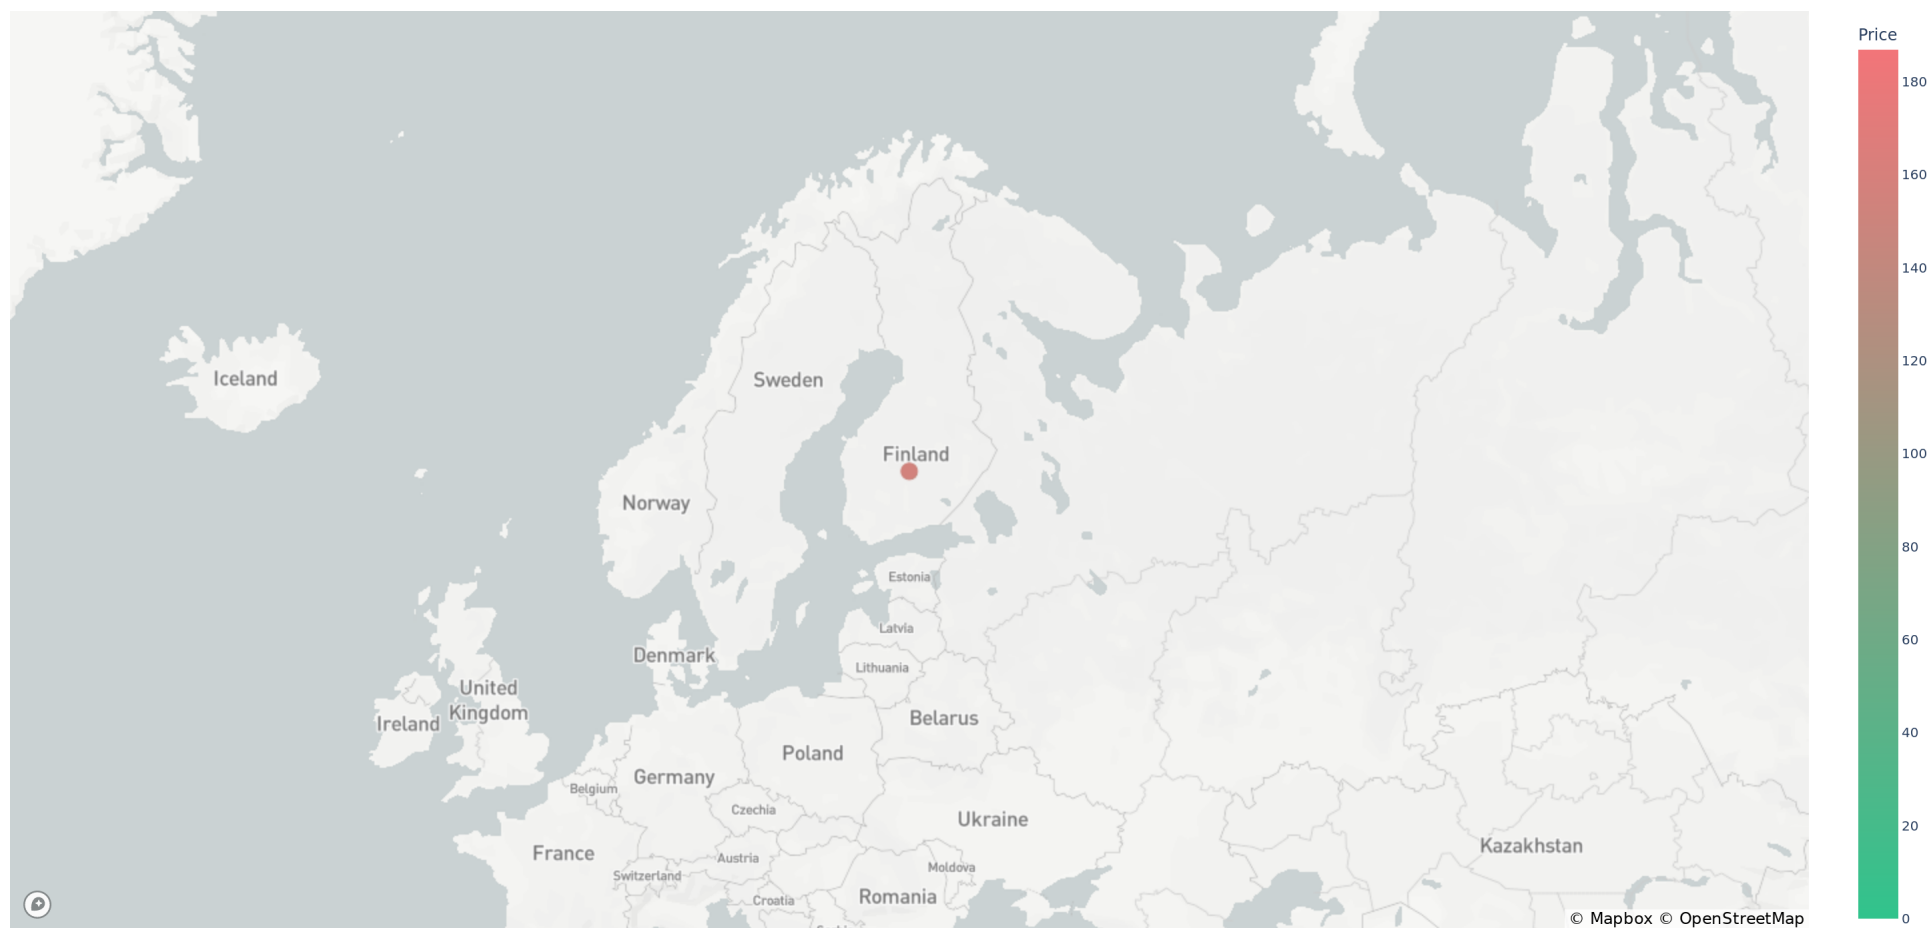 Price
180
160
140
120
100
80
60
40
20
0
Iceland
Sweden
Finland
Norway
Estonia
Latvia
Denmark
Lithuania
United
Kingdom
Ireland
Belarus
Poland
Germany
Belgium
Czechia
Ukraine
Kazakhstan
France
Austria
Moldova
Switzerland
Romania
Croatia
© Mapbox © OpenStreetMap